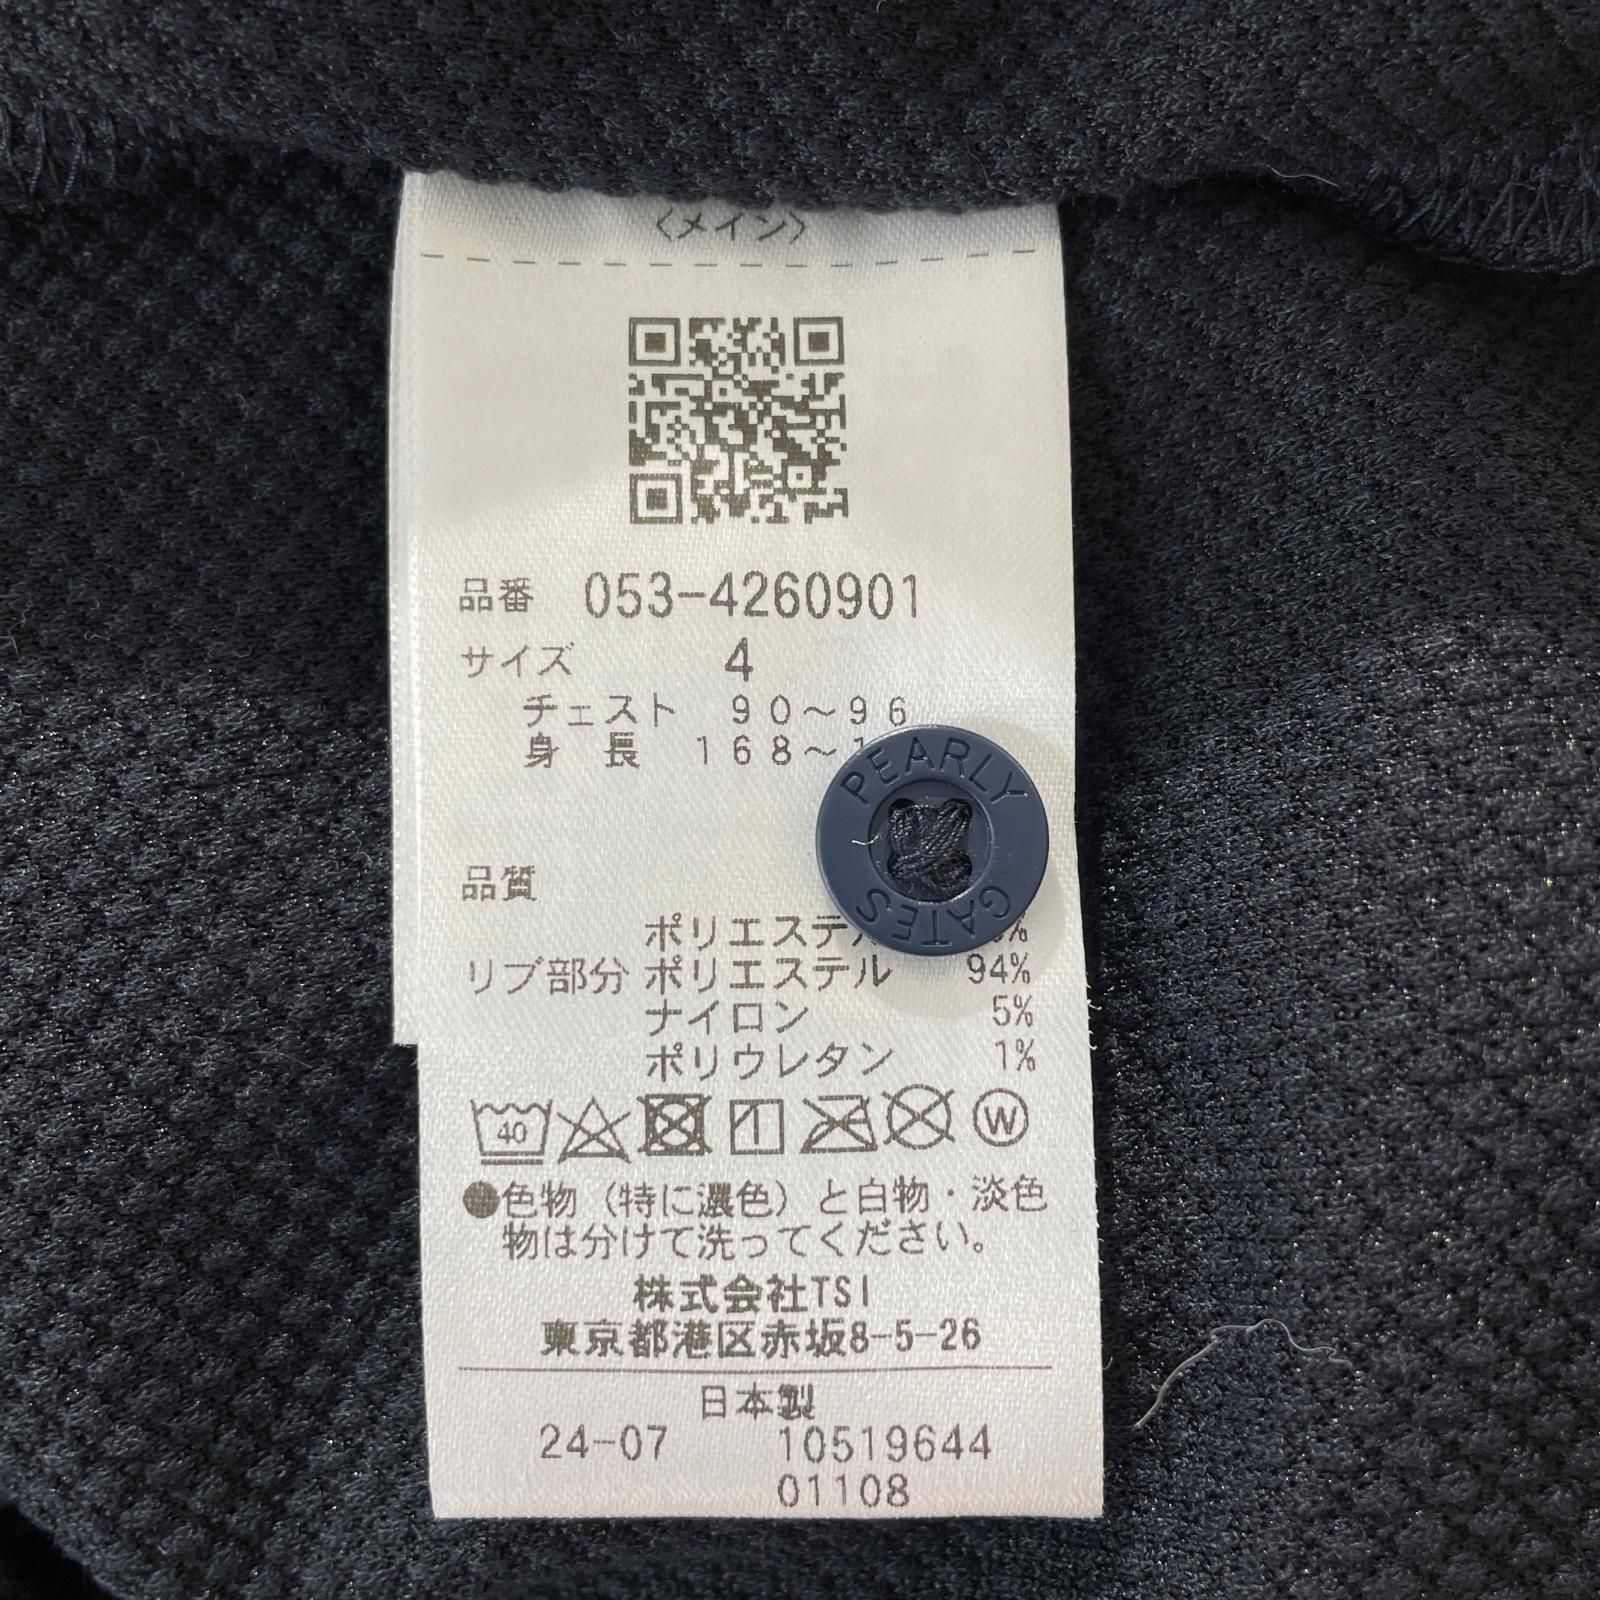 〈メイン〉
品番 053-4260901
サイズ 4
チェスト 90～96
身 長 168～
PEARLY
GATES
品質
ポリエステル
リブ部分 ポリエステル 94%
ナイロン 5%
ポリウレタン 1%
40
W
●色物（特に濃色）と白物・淡色
物は分けて洗ってください。
株式会社TSI
東京都港区赤坂8-5-26
日本製
24-07 10519644
01108